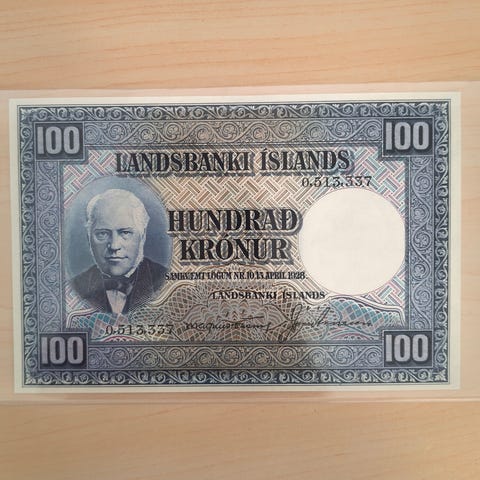 100 100
LANDSBANKI ÍSLANDS
0.513.337
HUNDRAÐ
KRÓNUR
SAMKVÆMT LÖGUM NR. 10, 15. APRÍL 1928.
LANDSBANKI ÍSLANDS
0.513.337
100 100